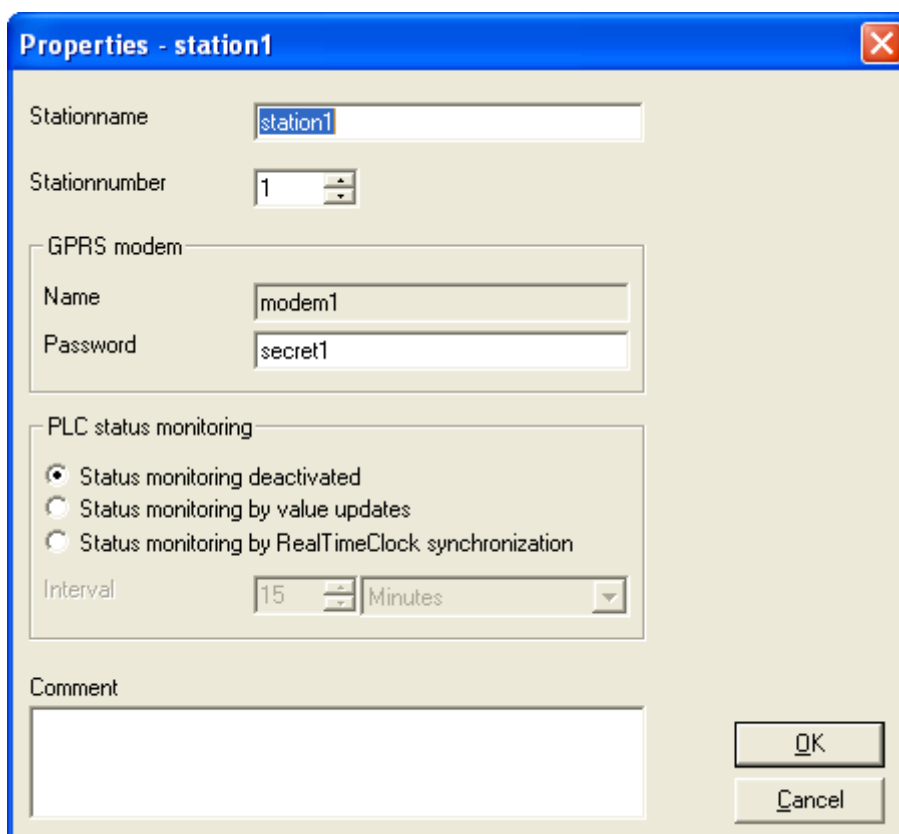 Properties - station1
Stationname
station1
Stationnumber
1
GPRS modem
Name
modem1
Password
secret1
PLC status monitoring
Status monitoring deactivated
Status monitoring by value updates
Status monitoring by RealTimeClock synchronization
Interval
15
Minutes
Comment
OK
Cancel